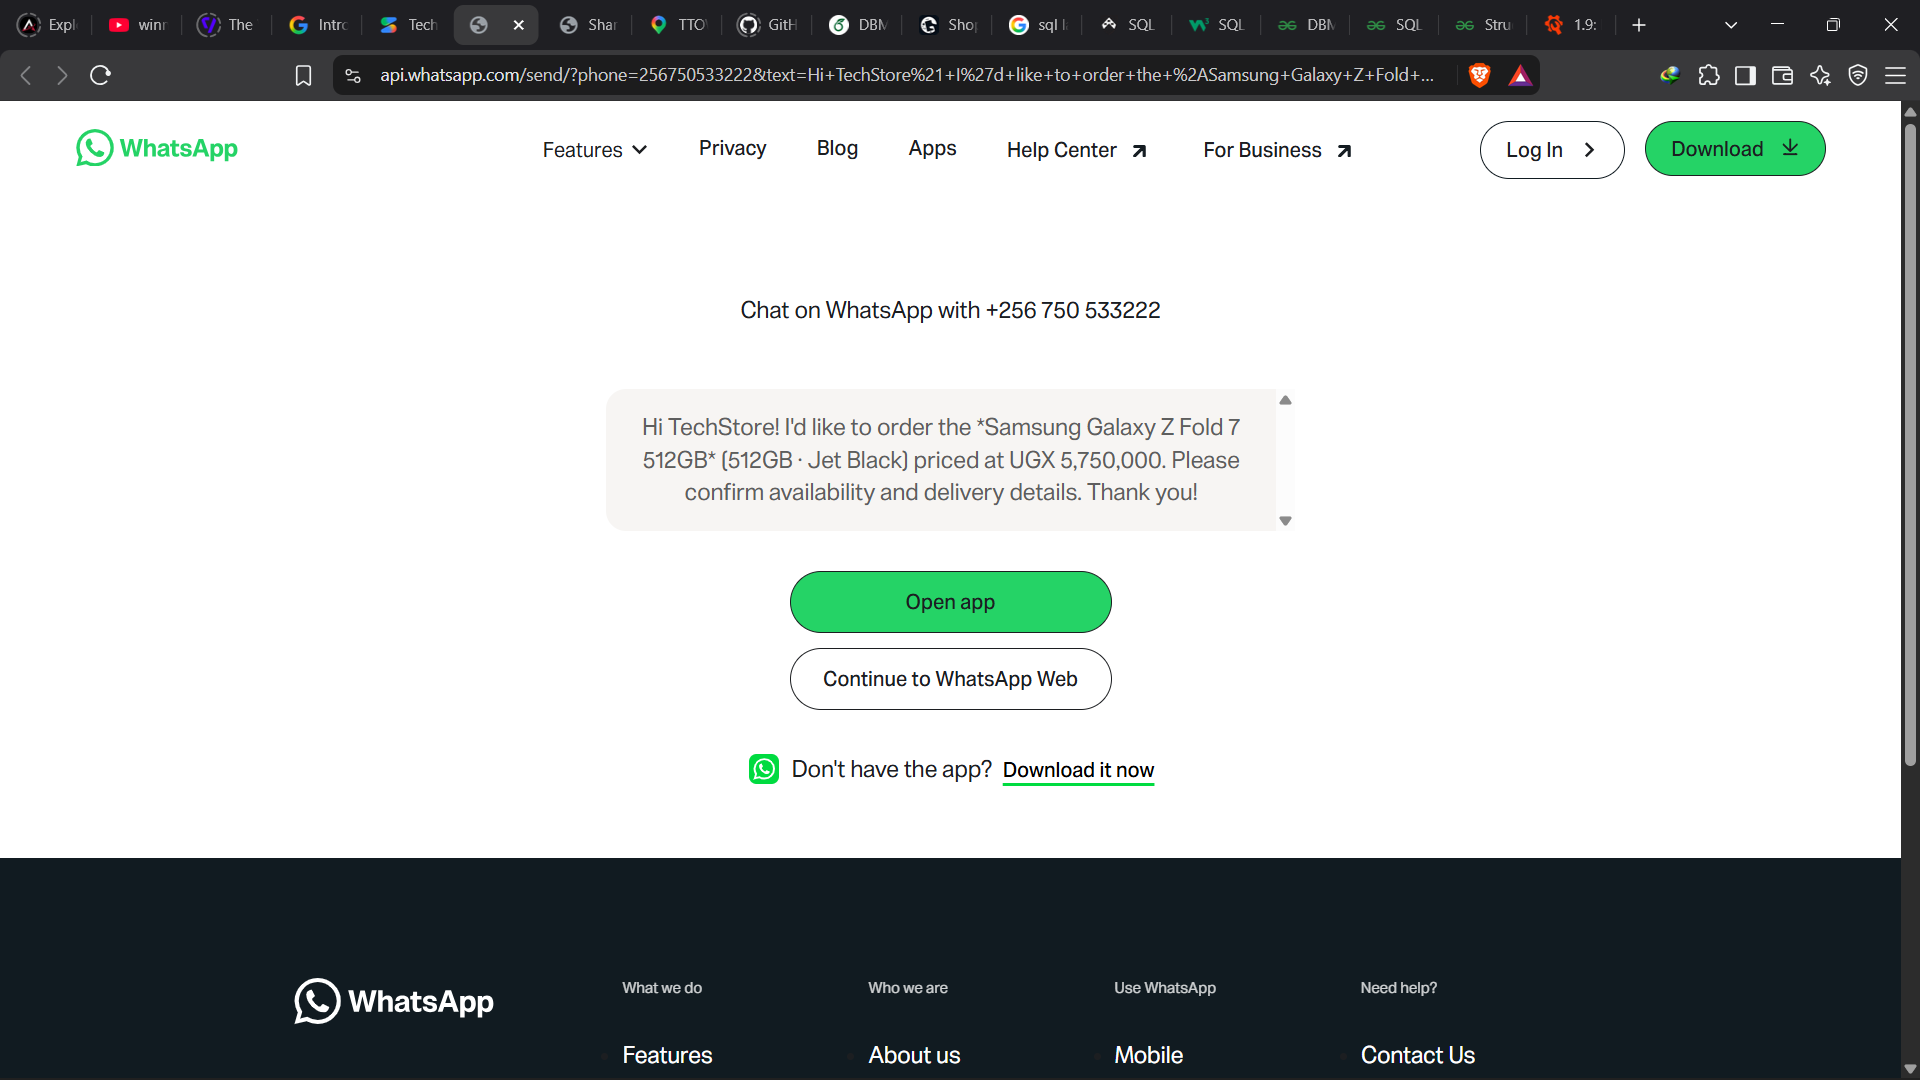 Expl
winr
The
Intro
Tech
Shar
TTO
GitH
DBM
Shop
sql l
SQL
SQL
DBM
SQL
Stru
1.9:
api.whatsapp.com/send/?phone=256750533222&text=Hi+TechStore%21+I%27d+like+to+order+the+%2ASamsung+Galaxy+Z+Fold+...
WhatsApp
Features
Privacy
Blog
Apps
Help Center
For Business
Log In
Download
Chat on WhatsApp with +256 750 533222
Hi TechStore! I'd like to order the *Samsung Galaxy Z Fold 7
512GB* (512GB · Jet Black) priced at UGX 5,750,000. Please
confirm availability and delivery details. Thank you!
Open app
Continue to WhatsApp Web
Don't have the app? Download it now
WhatsApp
What we do
Who we are
Use WhatsApp
Need help?
Features
About us
Mobile
Contact Us